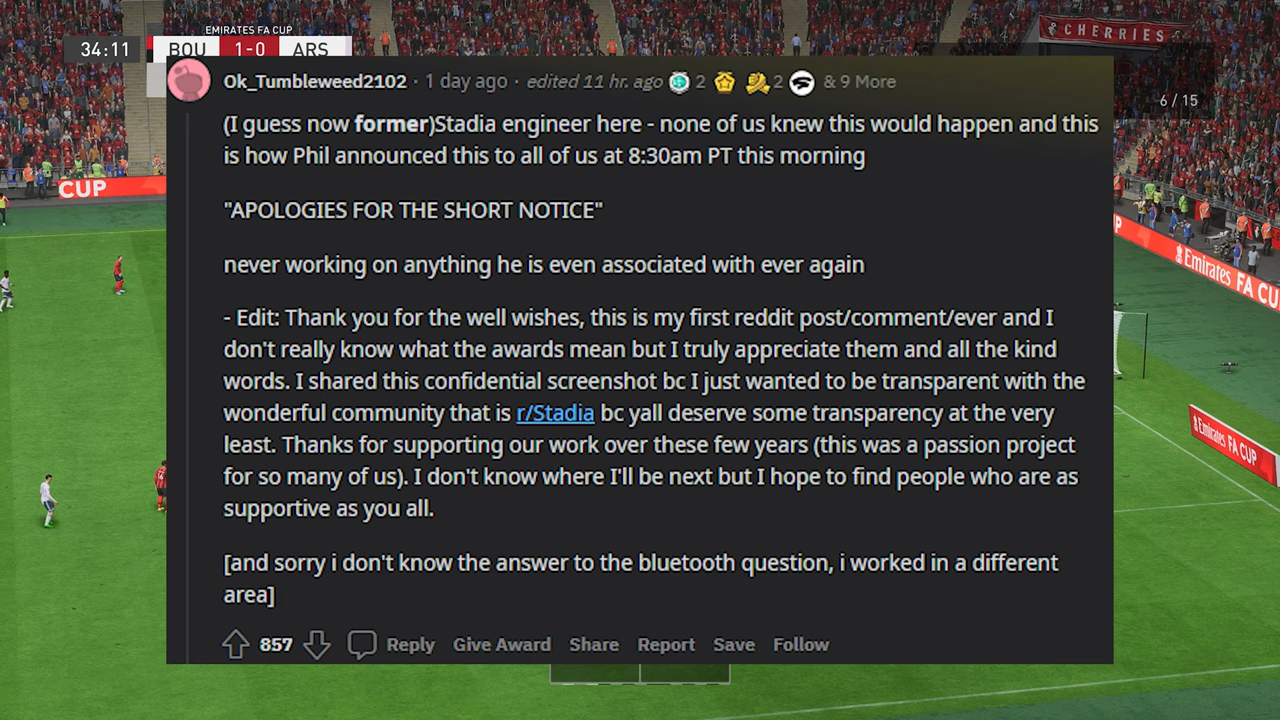 EMIRATES FA CUP
34:11 BOU 1-0 ARS
CHERRIES
6 / 15
CUP
Emirates FA CU
Emirates FA CUP
Ok_Tumbleweed2102 · 1 day ago · edited 11 hr. ago 2 2 & 9 More
(I guess now former)Stadia engineer here - none of us knew this would happen and this
is how Phil announced this to all of us at 8:30am PT this morning
"APOLOGIES FOR THE SHORT NOTICE"
never working on anything he is even associated with ever again
- Edit: Thank you for the well wishes, this is my first reddit post/comment/ever and I
don't really know what the awards mean but I truly appreciate them and all the kind
words. I shared this confidential screenshot bc I just wanted to be transparent with the
wonderful community that is r/Stadia bc yall deserve some transparency at the very
least. Thanks for supporting our work over these few years (this was a passion project
for so many of us). I don't know where I'll be next but I hope to find people who are as
supportive as you all.
[and sorry i don't know the answer to the bluetooth question, i worked in a different
area]
857 Reply Give Award Share Report Save Follow